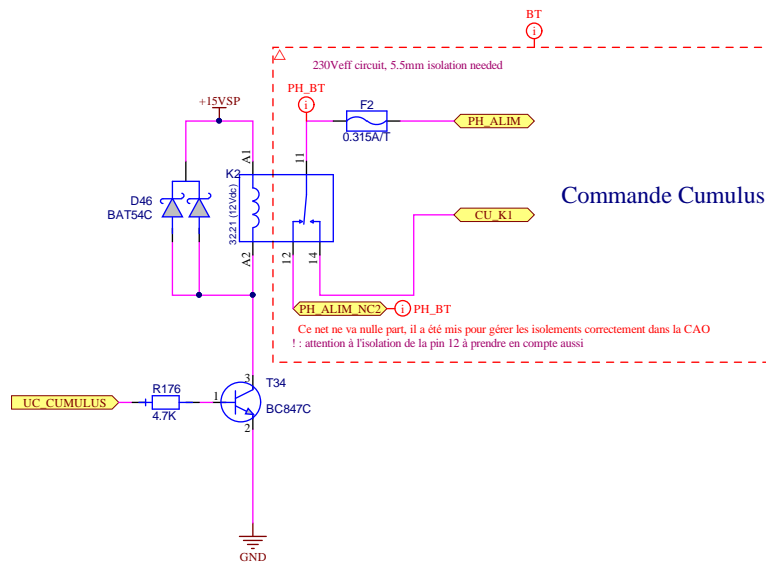 BT
i
230Veff circuit, 5.5mm isolation needed
PH_BT
i
+15VSP
F2
0.315A/T
PH_ALIM
A1
11
K2
D46
BAT54C
32.21 (12Vdc)
Commande Cumulus
CU_K1
A2
12
14
PH_ALIM_NC2
i
PH_BT
Ce net ne va nulle part, il a été mis pour gérer les isolements correctement dans la CAO
! : attention à l'isolation de la pin 12 à prendre en compte aussi
3
T34
R176
1
UC_CUMULUS
4.7K
BC847C
2
GND